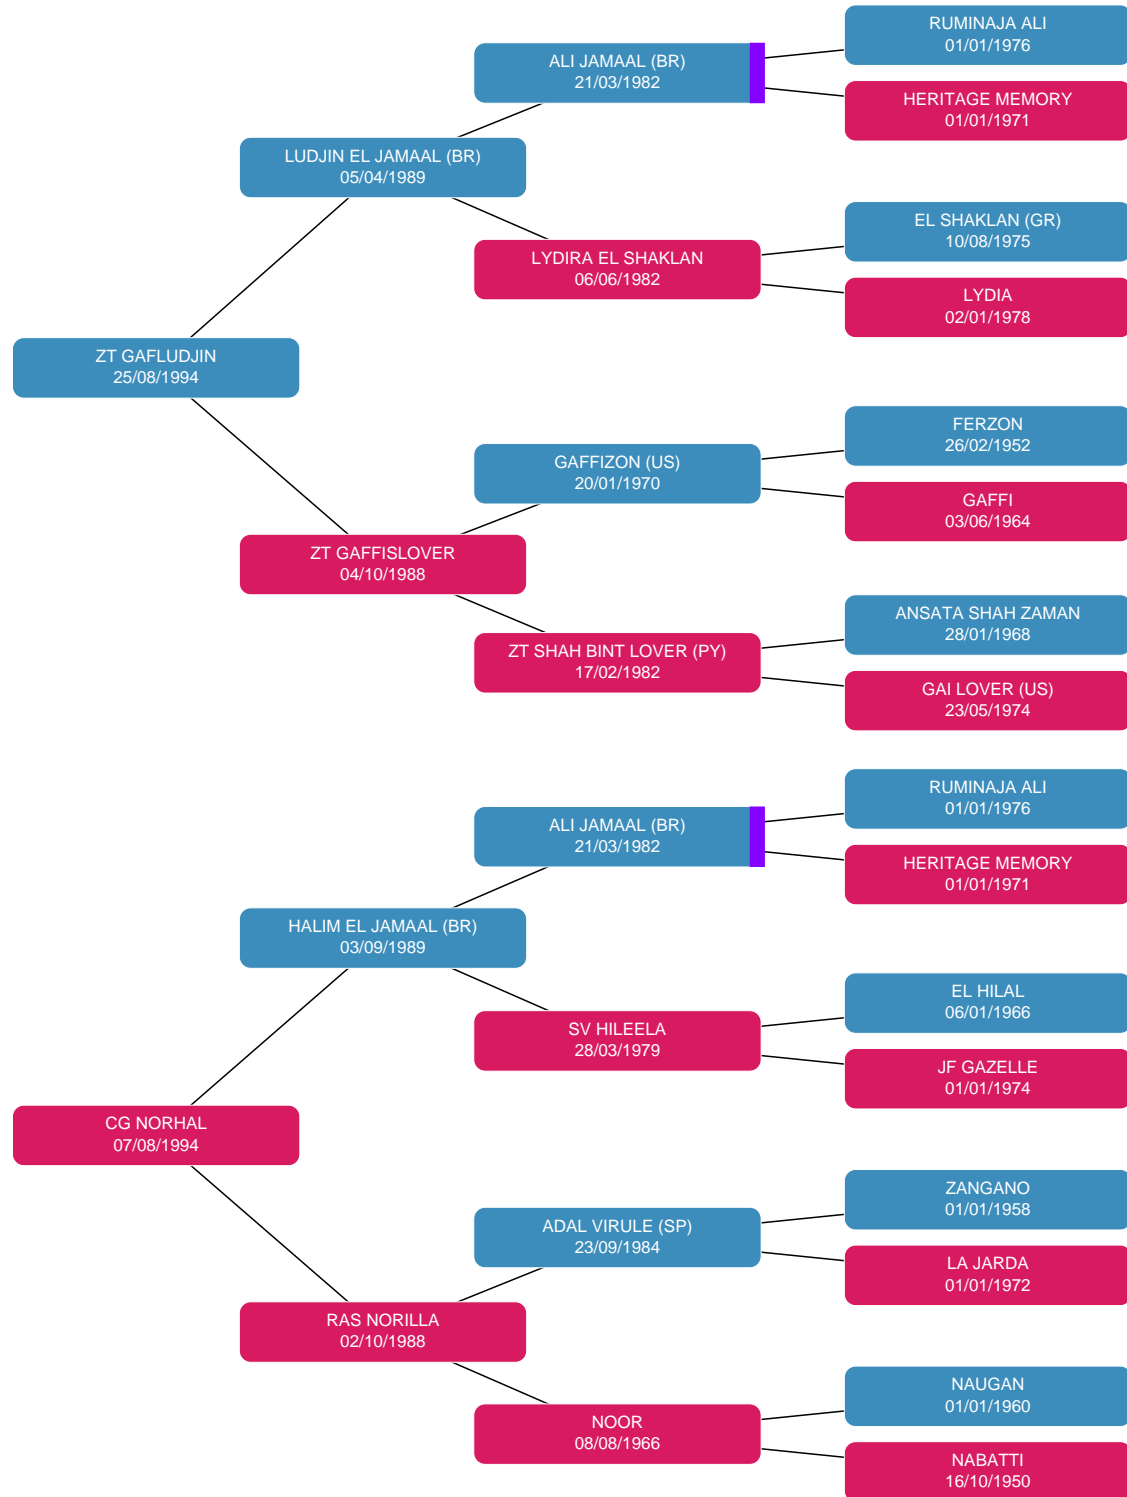 RUMINAJA ALI
01/01/1976
ALI JAMAAL (BR)
21/03/1982
HERITAGE MEMORY
01/01/1971
LUDJIN EL JAMAAL (BR)
05/04/1989
EL SHAKLAN (GR)
10/08/1975
LYDIRA EL SHAKLAN
06/06/1982
LYDIA
02/01/1978
ZT GAFLUDJIN
25/08/1994
FERZON
26/02/1952
GAFFIZON (US)
20/01/1970
GAFFI
03/06/1964
ZT GAFFISLOVER
04/10/1988
ANSATA SHAH ZAMAN
28/01/1968
ZT SHAH BINT LOVER (PY)
17/02/1982
GAI LOVER (US)
23/05/1974
RUMINAJA ALI
01/01/1976
ALI JAMAAL (BR)
21/03/1982
HERITAGE MEMORY
01/01/1971
HALIM EL JAMAAL (BR)
03/09/1989
EL HILAL
06/01/1966
SV HILEELA
28/03/1979
JF GAZELLE
01/01/1974
CG NORHAL
07/08/1994
ZANGANO
01/01/1958
ADAL VIRULE (SP)
23/09/1984
LA JARDA
01/01/1972
RAS NORILLA
02/10/1988
NAUGAN
01/01/1960
NOOR
08/08/1966
NABATTI
16/10/1950